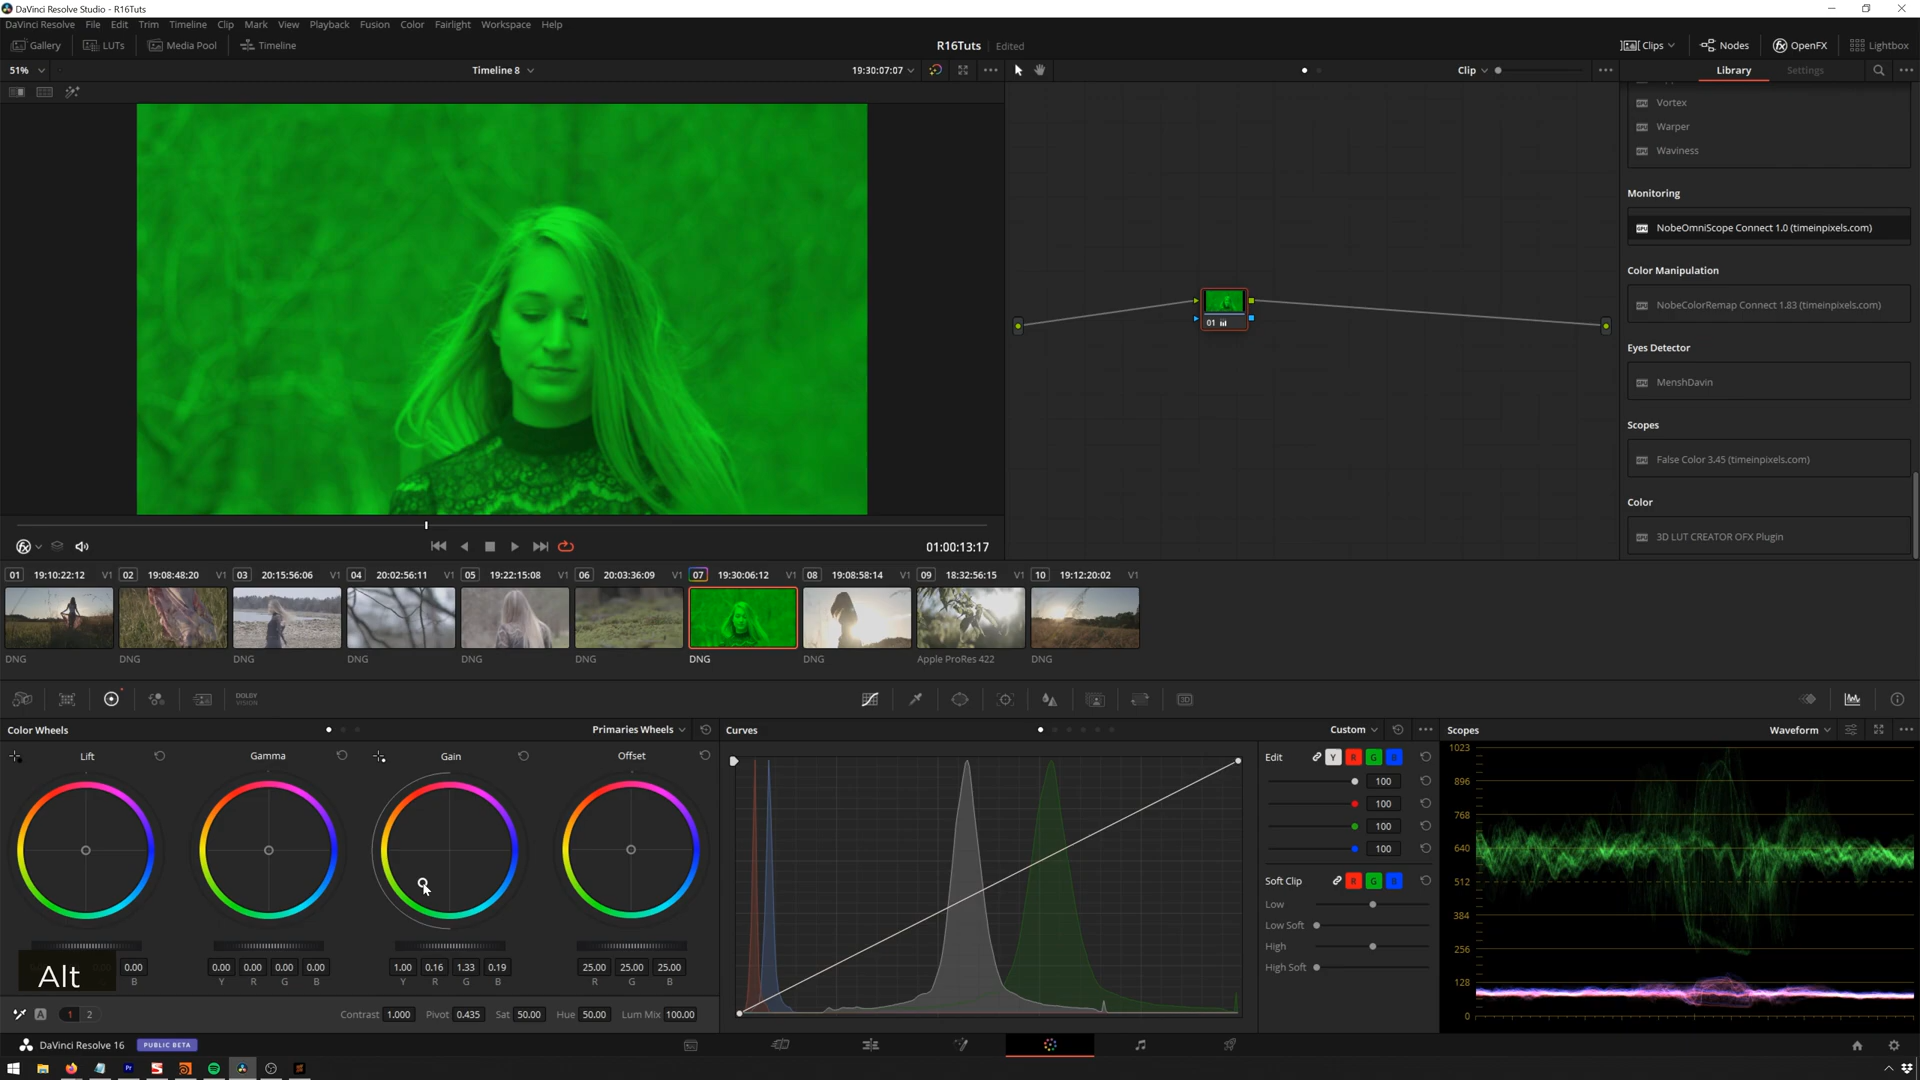 DaVinci Resolve Studio - R16Tuts
DaVinci Resolve File Edit Trim Timeline Clip Mark View Playback Fusion Color Fairlight Workspace Help
Gallery LUTs Media Pool Timeline R16Tuts Edited Clips Nodes OpenFX Lightbox
51% Timeline 8 19:30:07:07 Clip Library Settings
Vortex
Warper
Waviness
Monitoring
NobeOmniScope Connect 1.0 (timeinpixels.com)
Color Manipulation
NobeColorRemap Connect 1.83 (timeinpixels.com)
01
Eyes Detector
MenshDavin
Scopes
False Color 3.45 (timeinpixels.com)
Color
3D LUT CREATOR OFX Plugin
01:00:13:17
01 19:10:22:12 V1 02 19:08:48:20 V1 03 20:15:56:06 V1 04 20:02:56:11 V1 05 19:22:15:08 V1 06 20:03:36:09 V1 07 19:30:06:12 V1 08 19:08:58:14 V1 09 18:32:56:15 V1 10 19:12:20:02 V1
DNG DNG DNG DNG DNG DNG DNG DNG Apple ProRes 422 DNG
DOLBY
VISION
3D
Color Wheels Primaries Wheels Curves Custom Scopes Waveform
Lift Gamma Gain Offset
Edit Y R G B
100
100
100
100
Soft Clip R G B
Low
Low Soft
High
High Soft
1023
896
768
640
512
384
256
128
0
0.00 0.00 0.00 0.00 0.00 1.00 0.16 1.33 0.19 25.00 25.00 25.00
B Y R G B Y R G B R G B
Alt
A 1 2 Contrast 1.000 Pivot 0.435 Sat 50.00 Hue 50.00 Lum Mix 100.00
DaVinci Resolve 16 PUBLIC BETA